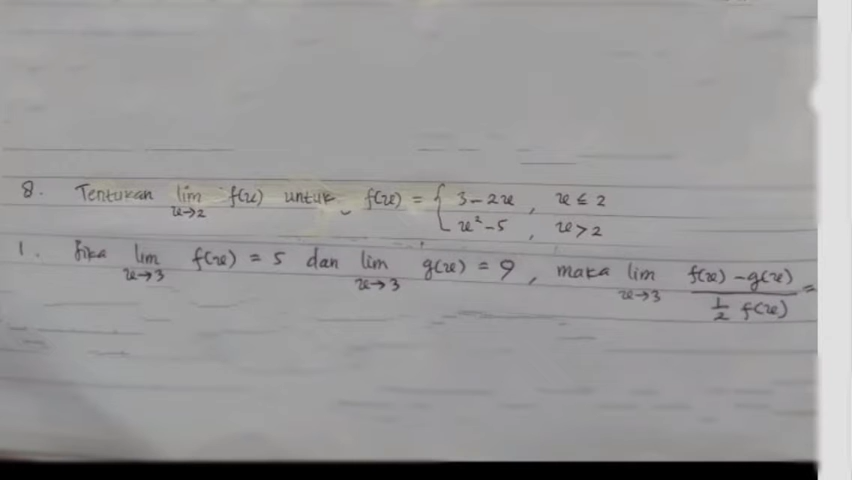 8. Tentukan lim x→2 f(x) untuk f(x) = { 3-2x , x ≤ 2
x²-5 , x > 2
1. Jika lim x→3 f(x) = 5 dan lim x→3 g(x) = 9 , maka lim x→3 (f(x) - g(x)) / (1/2 f(x)) =